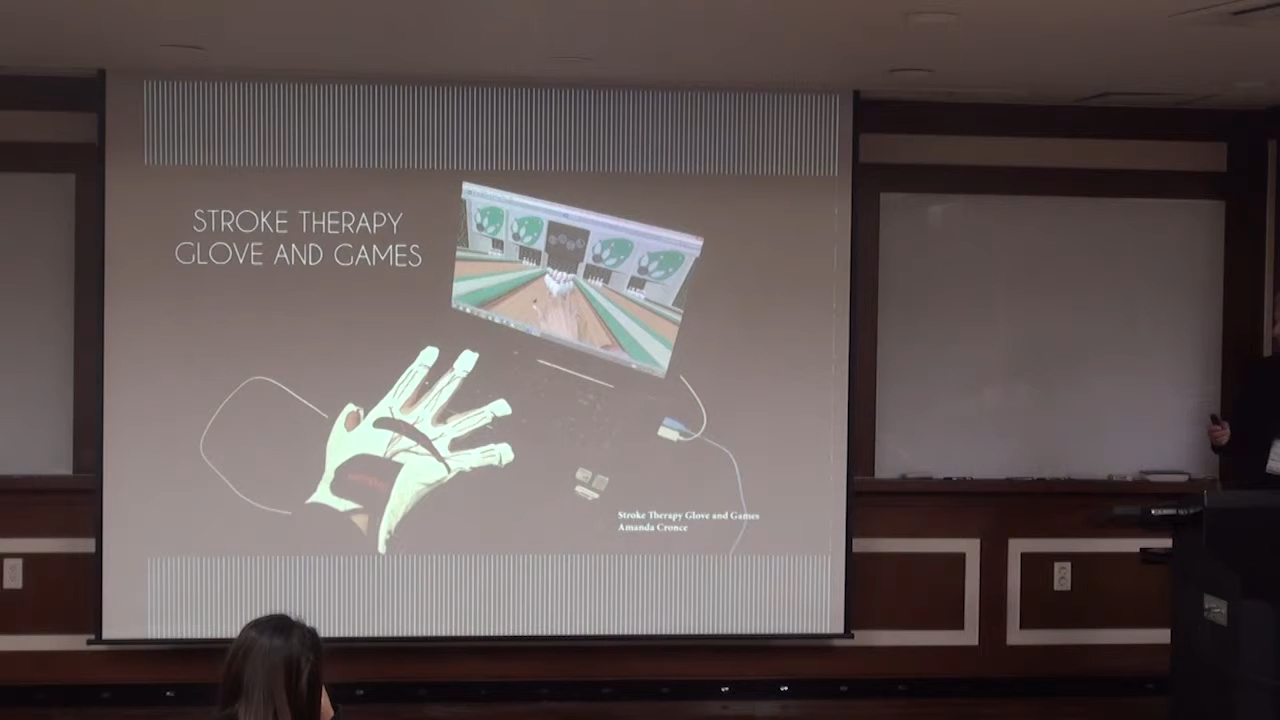 STROKE THERAPY
GLOVE AND GAMES
Stroke Therapy Glove and Games
Amanda Cronce